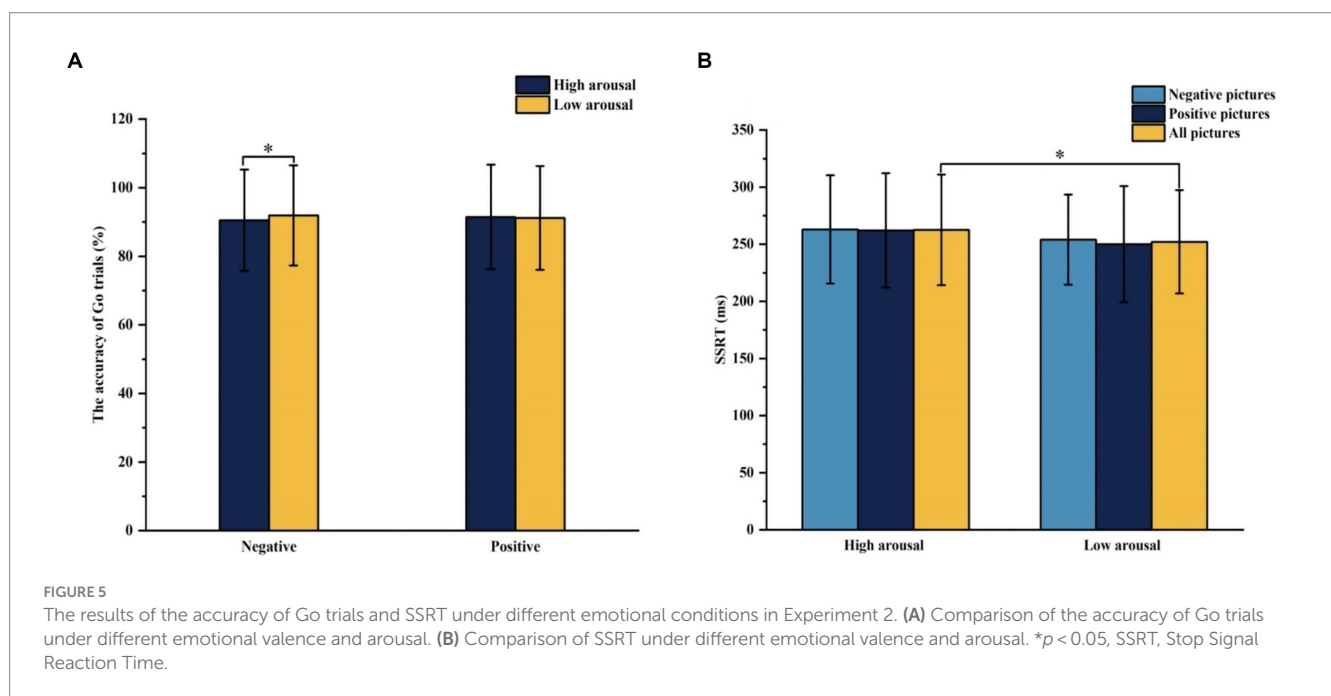 A
High arousal
Low arousal
The accuracy of Go trials (%)
120
100
80
60
40
20
0
*
Negative
Positive
B
Negative pictures
Positive pictures
All pictures
SSRT (ms)
350
300
250
200
150
100
50
0
*
High arousal
Low arousal
FIGURE 5
The results of the accuracy of Go trials and SSRT under different emotional conditions in Experiment 2. (A) Comparison of the accuracy of Go trials
under different emotional valence and arousal. (B) Comparison of SSRT under different emotional valence and arousal. *p < 0.05, SSRT, Stop Signal
Reaction Time.